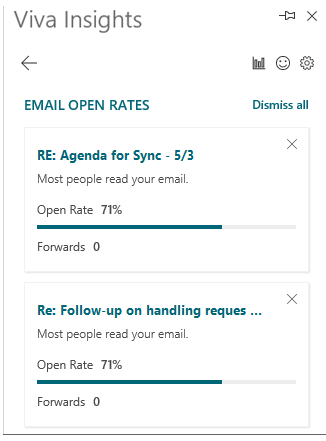 Viva Insights
EMAIL OPEN RATES Dismiss all
RE: Agenda for Sync - 5/3
Most people read your email.
Open Rate 71%
Forwards 0
Re: Follow-up on handling reques ...
Most people read your email.
Open Rate 71%
Forwards 0